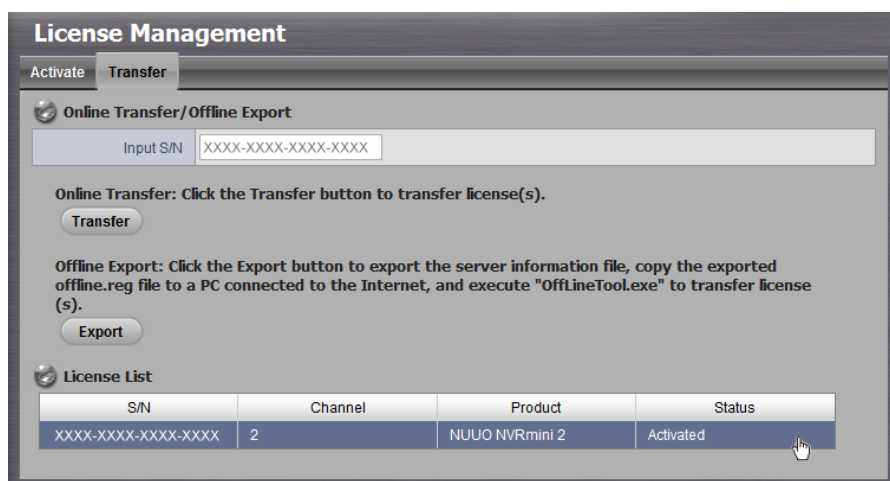 License Management
Activate Transfer
Online Transfer/Offline Export
Input S/N XXXX-XXXX-XXXX-XXXX
Online Transfer: Click the Transfer button to transfer license(s).
Transfer
Offline Export: Click the Export button to export the server information file, copy the exported
offline.reg file to a PC connected to the Internet, and execute "OffLineTool.exe" to transfer license
(s).
Export
License List
S/N Channel Product Status
XXXX-XXXX-XXXX-XXXX 2 NUUO NVRmini 2 Activated